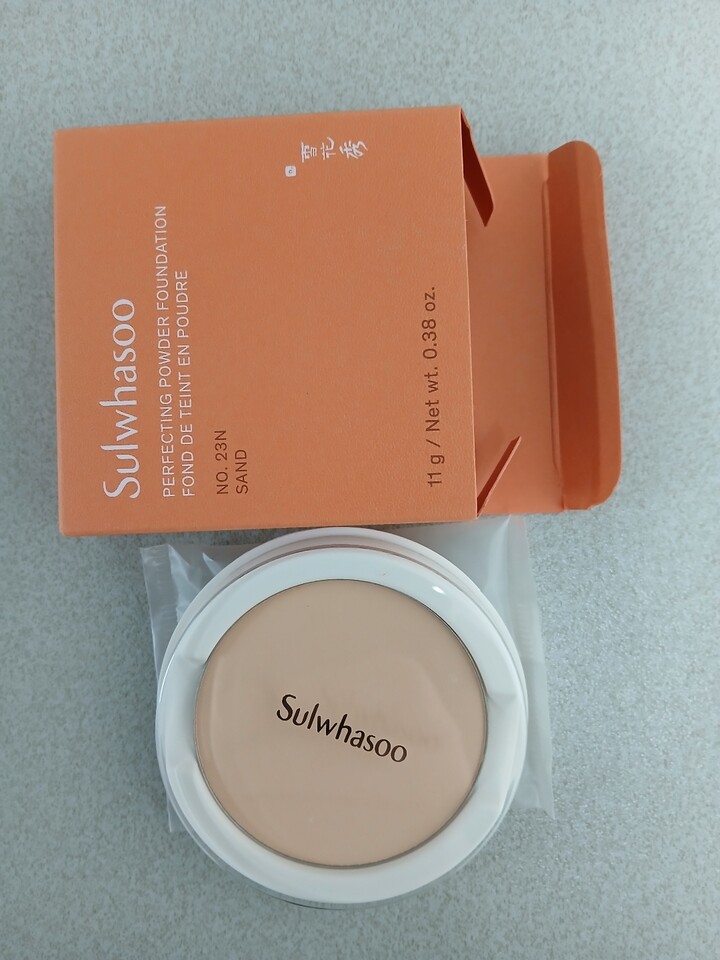 Sulwhasoo
PERFECTING POWDER FOUNDATION
FOND DE TEINT EN POUDRE
NO. 23N
SAND
11 g / Net wt. 0.38 oz.
雪花秀
Sulwhasoo